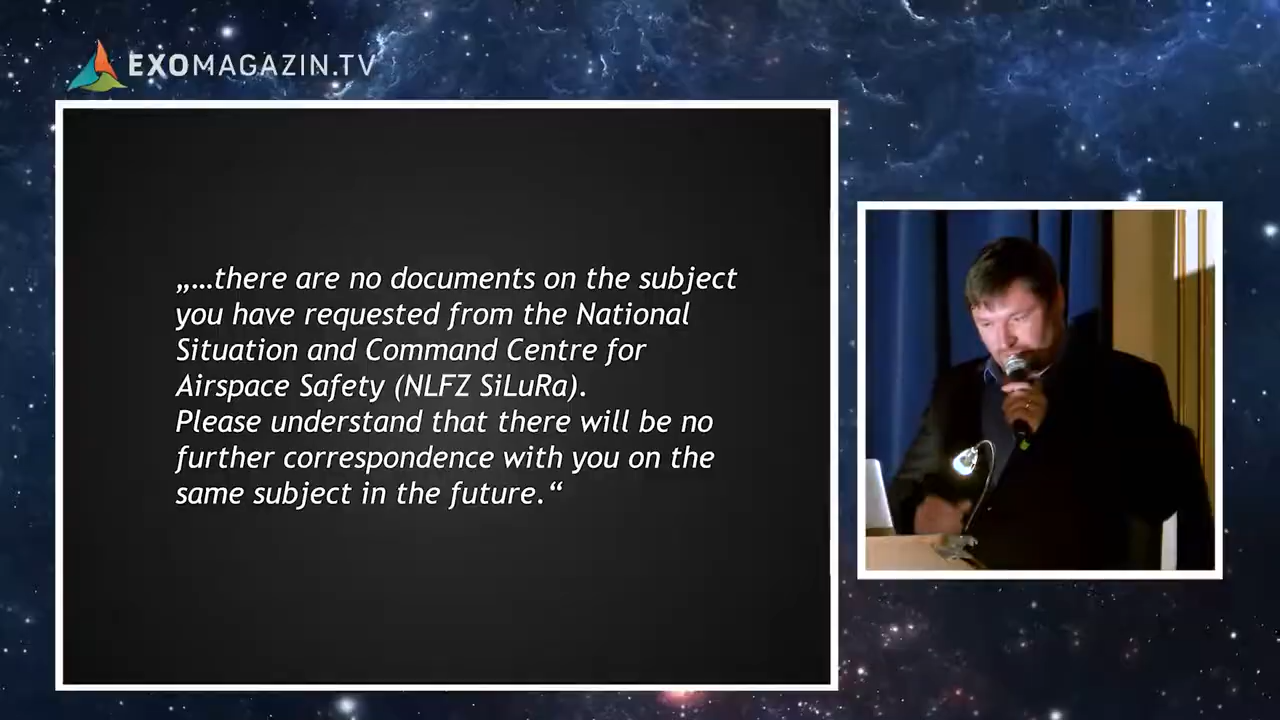 EXOMAGAZIN.TV
„…there are no documents on the subject
you have requested from the National
Situation and Command Centre for
Airspace Safety (NLFZ SiLuRa).
Please understand that there will be no
further correspondence with you on the
same subject in the future.“